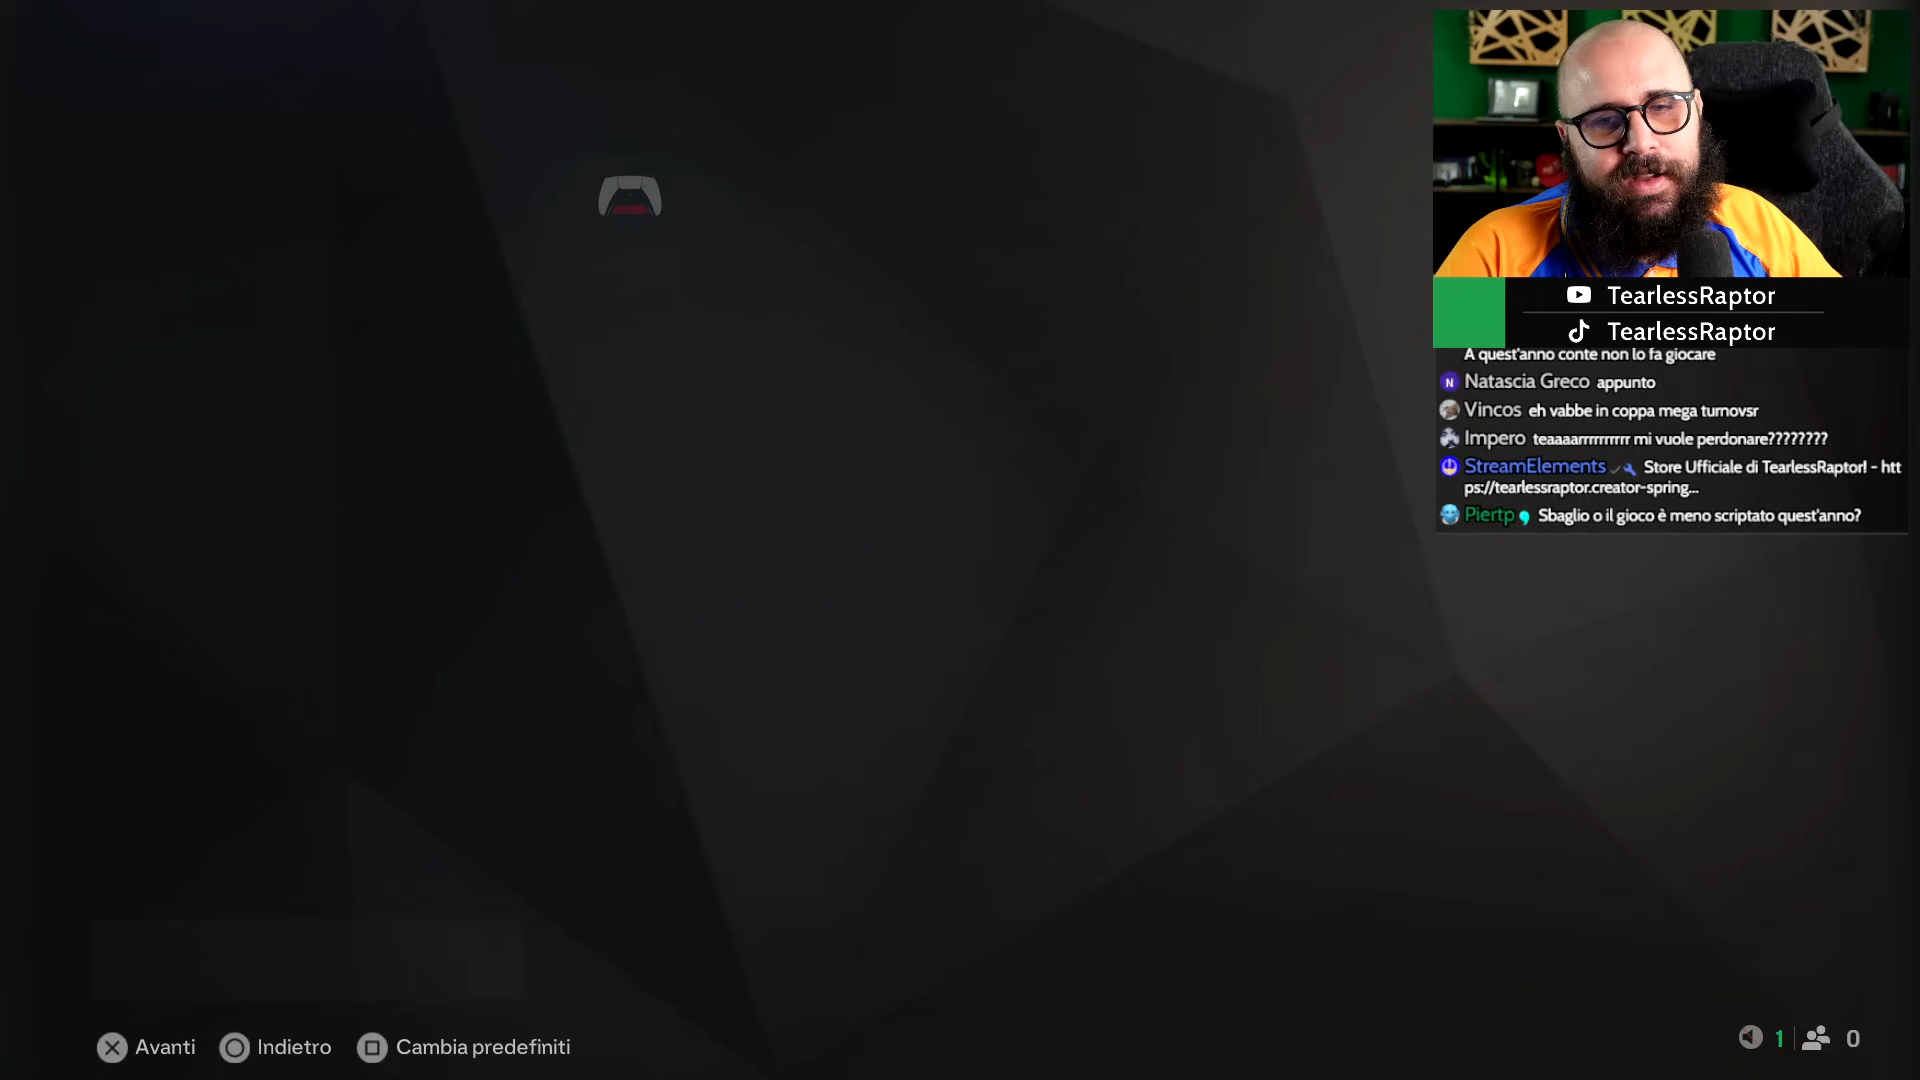 TearlessRaptor
TearlessRaptor
A quest'anno conte non lo fa giocare
N Natascia Greco appunto
Vincos eh vabbe in coppa mega turnovsr
Impero teaaaarrrrrrrrrr mi vuole perdonare????????
StreamElements Store Ufficiale di TearlessRaptor! - htt
ps://tearlessraptor.creator-spring...
Piertp Sbaglio o il gioco è meno scriptato quest'anno?
Avanti Indietro Cambia predefiniti
1 0